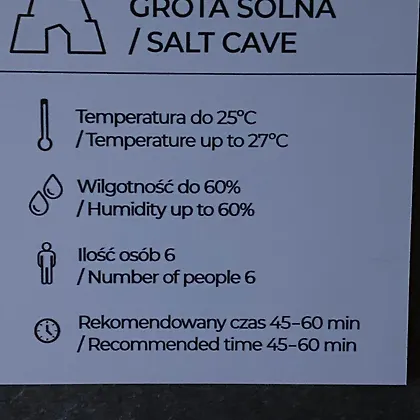 GROTA SOLNA
/ SALT CAVE
Temperatura do 25°C
/ Temperature up to 27°C
Wilgotność do 60%
/ Humidity up to 60%
Ilość osób 6
/ Number of people 6
Rekomendowany czas 45-60 min
/ Recommended time 45-60 min